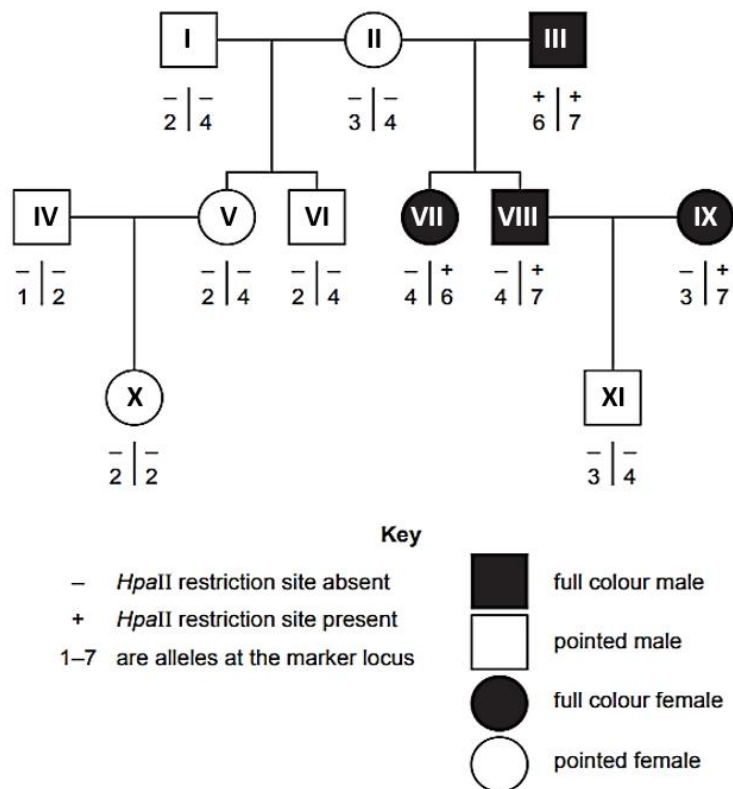 I II III
– – – – + +
2 4 3 4 6 7
IV V VI VII VIII IX
– – – – – – – + – + – +
1 2 2 4 2 4 4 6 4 7 3 7
X XI
– – – –
2 2 3 4
Key
– HpaII restriction site absent
+ HpaII restriction site present
1–7 are alleles at the marker locus
full colour male
pointed male
full colour female
pointed female